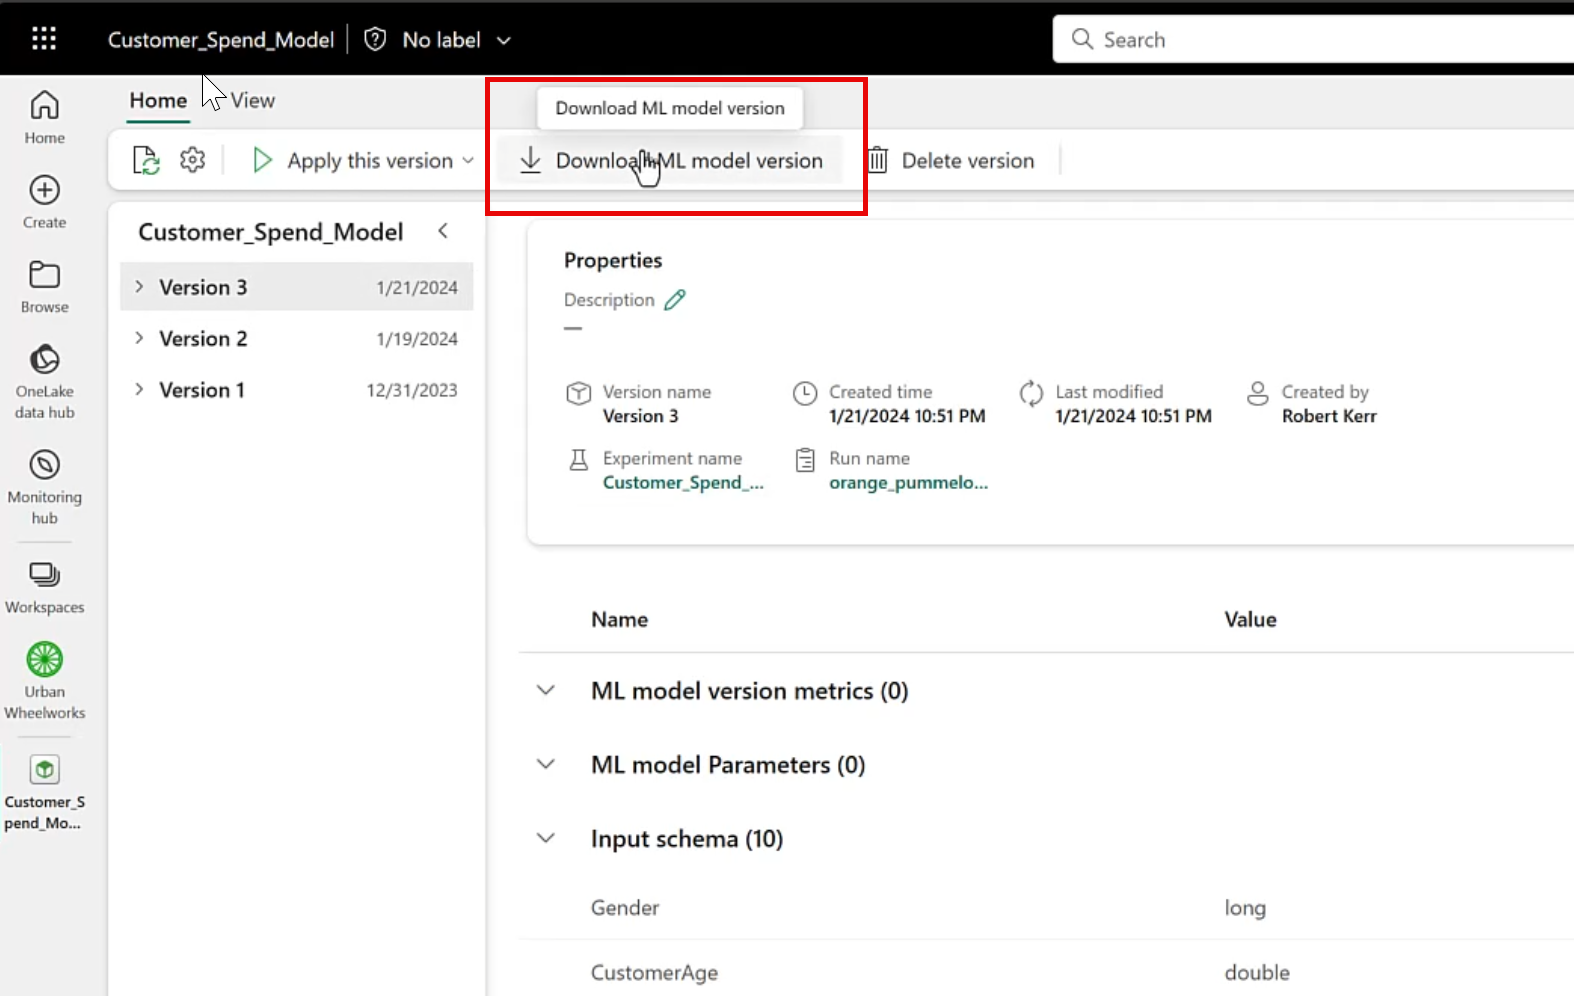 Customer_Spend_Model
No label
Search
Home
View
Download ML model version
Apply this version
Download ML model version
Delete version
Home
Create
Browse
OneLake
data hub
Monitoring
hub
Workspaces
Urban
Wheelworks
Customer_S
pend_Mo...
Customer_Spend_Model
Version 3 1/21/2024
Version 2 1/19/2024
Version 1 12/31/2023
Properties
Description
—
Version name
Version 3
Created time
1/21/2024 10:51 PM
Last modified
1/21/2024 10:51 PM
Created by
Robert Kerr
Experiment name
Customer_Spend_...
Run name
orange_pummelo...
Name Value
ML model version metrics (0)
ML model Parameters (0)
Input schema (10)
Gender long
CustomerAge double